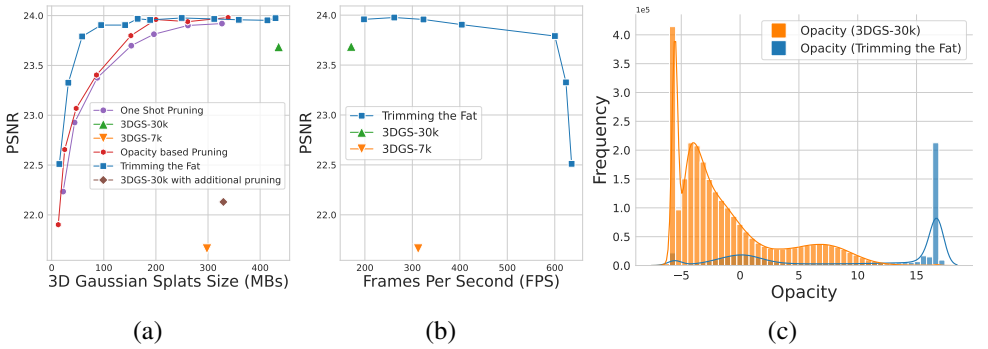 24.0
23.5
23.0
22.5
22.0
PSNR
0
100
200
300
400
3D Gaussian Splats Size (MBs)
One Shot Pruning
3DGS-30k
3DGS-7k
Opacity based Pruning
Trimming the Fat
3DGS-30k with additional pruning
(a)
24.0
23.5
23.0
22.5
22.0
PSNR
200
300
400
500
600
Frames Per Second (FPS)
Trimming the Fat
3DGS-30k
3DGS-7k
(b)
1e5
4.0
3.5
3.0
2.5
2.0
1.5
1.0
0.5
0.0
Frequency
−5
0
5
10
15
Opacity
Opacity (3DGS-30k)
Opacity (Trimming the Fat)
(c)